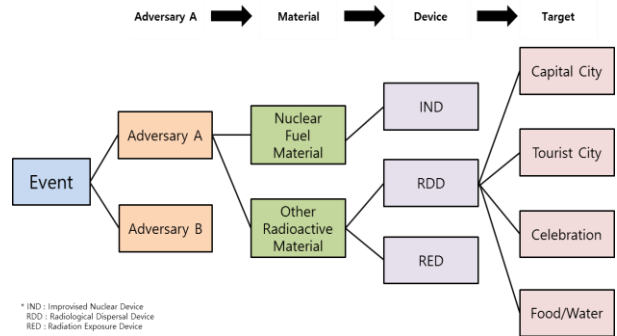 Adversary A
Material
Device
Target
Event
Adversary A
Adversary B
Nuclear
Fuel
Material
Other
Radioactive
Material
IND
RDD
RED
Capital City
Tourist City
Celebration
Food/Water
* IND : Improvised Nuclear Device
RDD : Radiological Dispersal Device
RED : Radiation Exposure Device